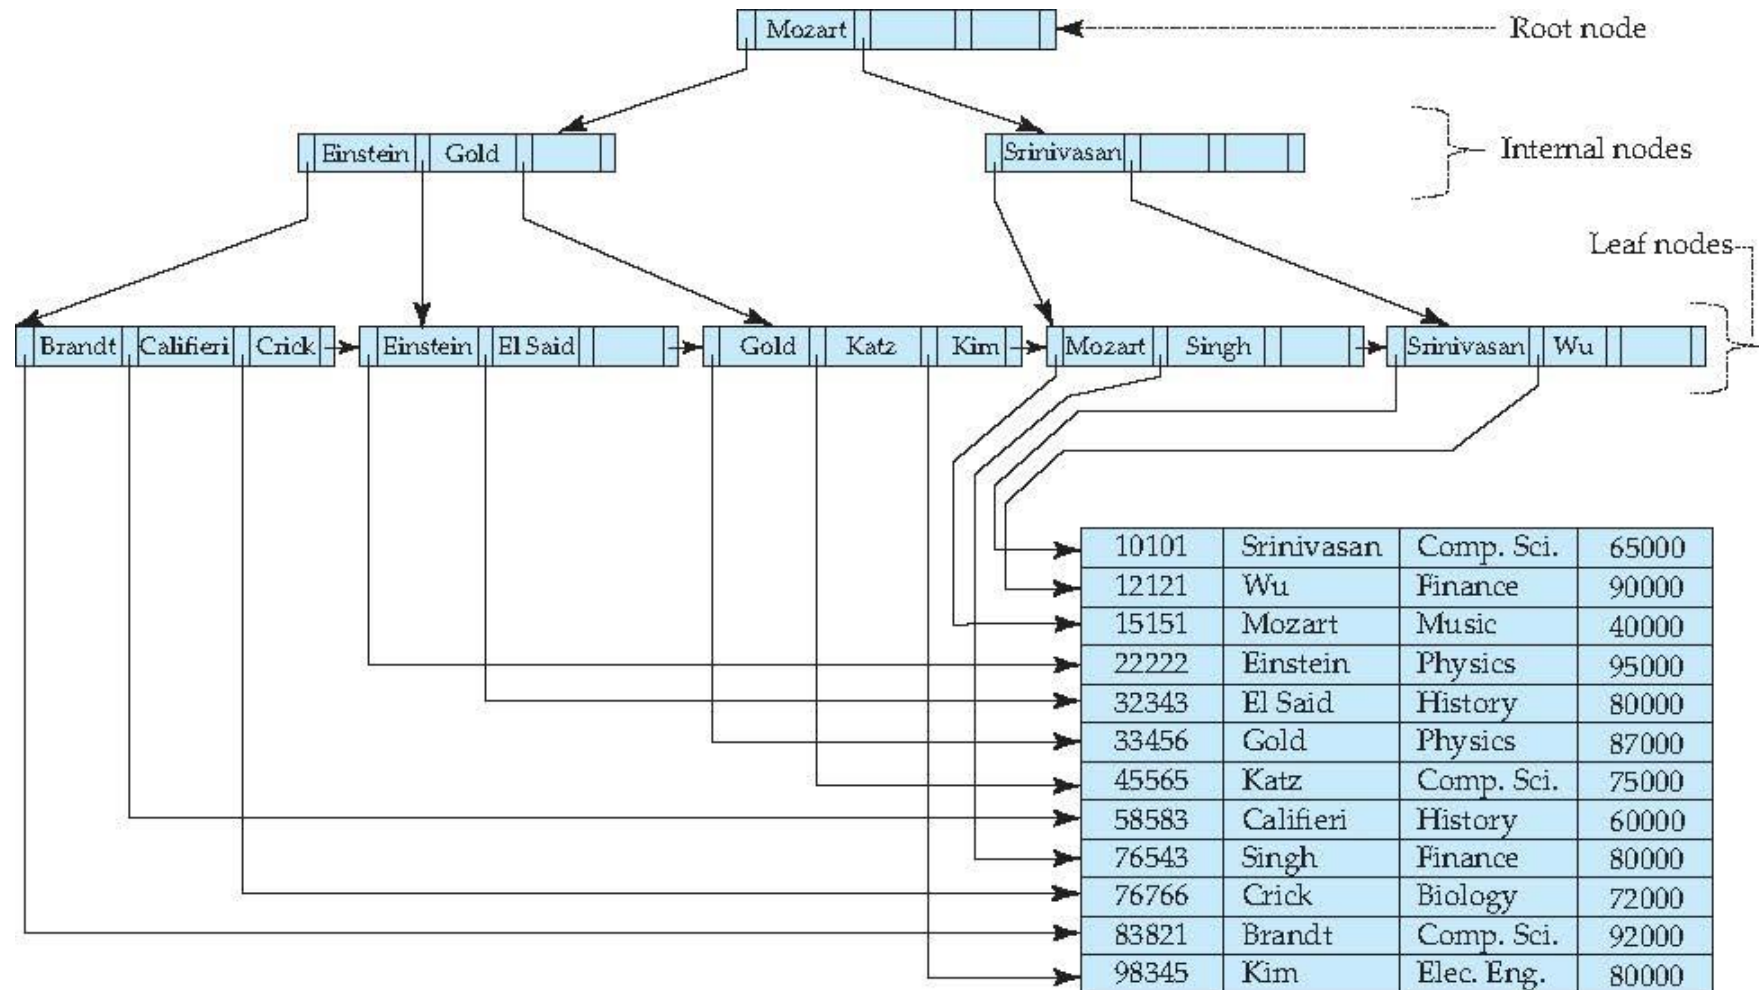 Mozart
Root node
Einstein Gold
Srinivasan
Internal nodes
Leaf nodes
Brandt Califieri Crick
Einstein El Said
Gold Katz Kim
Mozart Singh
Srinivasan Wu
10101 Srinivasan Comp. Sci. 65000
12121 Wu Finance 90000
15151 Mozart Music 40000
22222 Einstein Physics 95000
32343 El Said History 80000
33456 Gold Physics 87000
45565 Katz Comp. Sci. 75000
58583 Califieri History 60000
76543 Singh Finance 80000
76766 Crick Biology 72000
83821 Brandt Comp. Sci. 92000
98345 Kim Elec. Eng. 80000